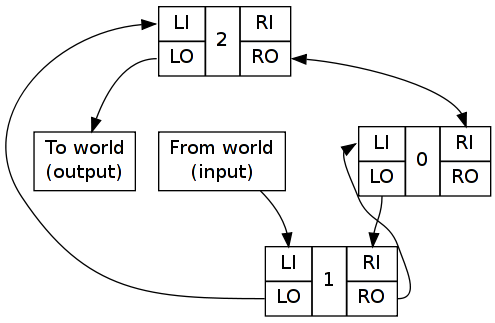 LI 2 RI
LO RO
To world
(output)
From world
(input)
LI 0 RI
LO RO
LI 1 RI
LO RO